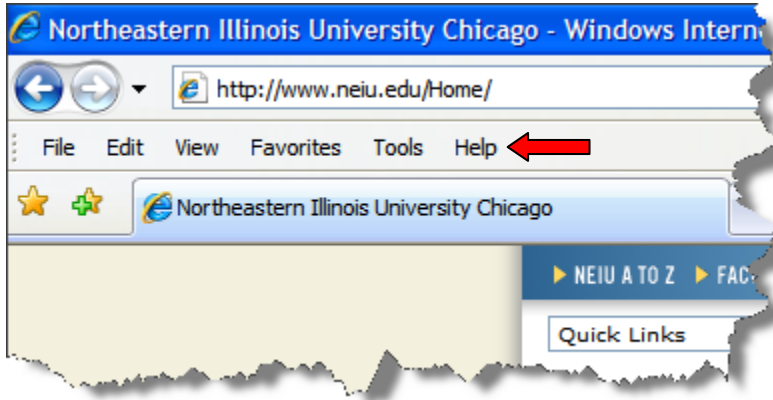 Northeastern Illinois University Chicago - Windows Intern
http://www.neiu.edu/Home/
File Edit View Favorites Tools Help
Northeastern Illinois University Chicago
NEIU A TO Z FAC
Quick Links